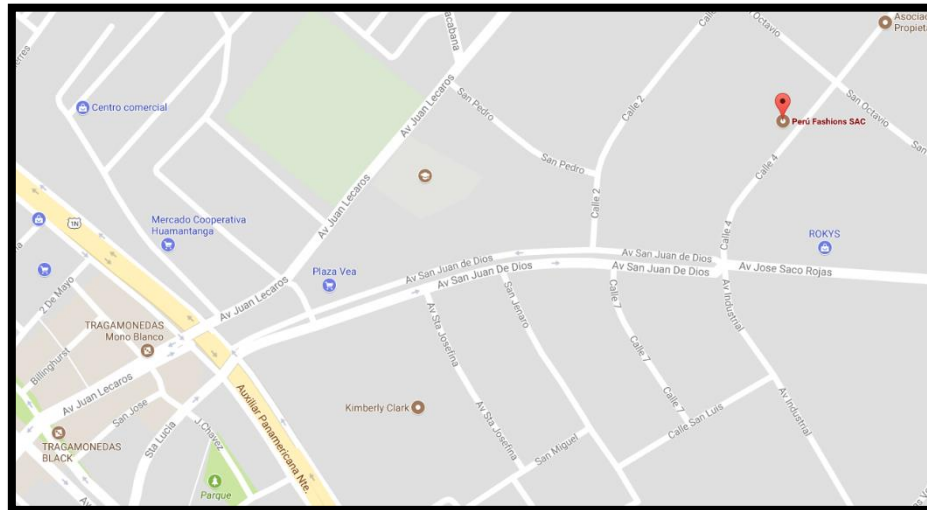 Asociac
Propieta
San Octavio
acabana
Calle 2
Centro comercial
Av Juan Lecaros
San Pedro
Perú Fashions SAC
San Octavio
San
San Pedro
Calle 2
Calle 4
Av Juan Lecaros
1N
Mercado Cooperativa
Huamantanga
Calle 4
ROKYS
Plaza Vea
Av San Juan de Dios
Av San Juan de Dios
Av San Juan De Dios
Av San Juan De Dios
Av Jose Saco Rojas
2 De Mayo
Av Juan Lecaros
San Jenaro
Calle 7
Av Industrial
TRAGAMONEDAS
Mono Blanco
Av Sta Josefina
Billinghurst
Calle 7
Av Juan Lecaros
San Jose
Auxiliar Panamericana Nte.
Kimberly Clark
Av Sta Josefina
Calle 7
Calle San Luis
Av Industrial
Sta Lucia
J Chavez
TRAGAMONEDAS
BLACK
San Miguel
Parque